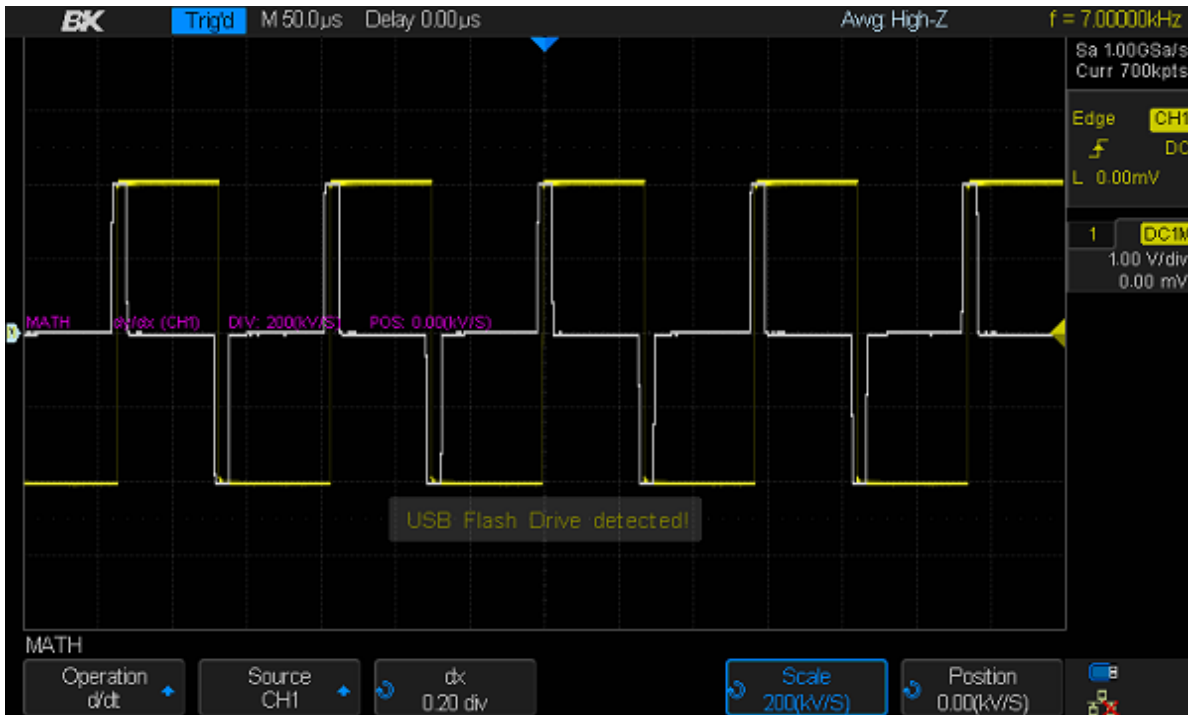 BK Trig'd M 50.0µs Delay 0.00µs Awg: High-Z f = 7.00000kHz
Sa 1.00GSa/s
Curr 700kpts
Edge CH1
DC
L 0.00mV
1 DC1M
1.00 V/div
0.00 mV
MATH dy/dx (CH1) DIV: 200(kV/S) POS: 0.00(kV/S)
USB Flash Drive detected!
MATH
Operation
d/dt
Source
CH1
dx
0.20 div
Scale
200(kV/S)
Position
0.00(kV/S)